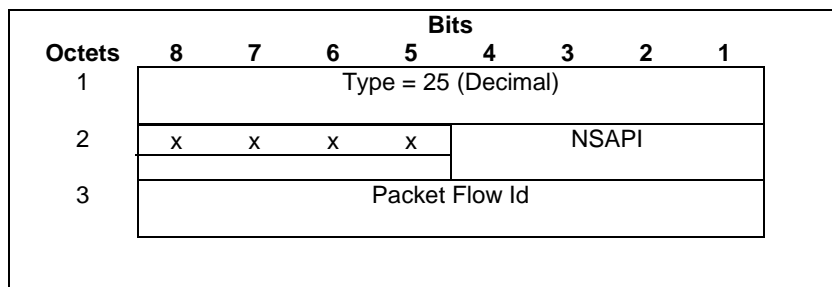 Bits
Octets 8 7 6 5 4 3 2 1
1 Type = 25 (Decimal)
2 x x x x NSAPI
3 Packet Flow Id